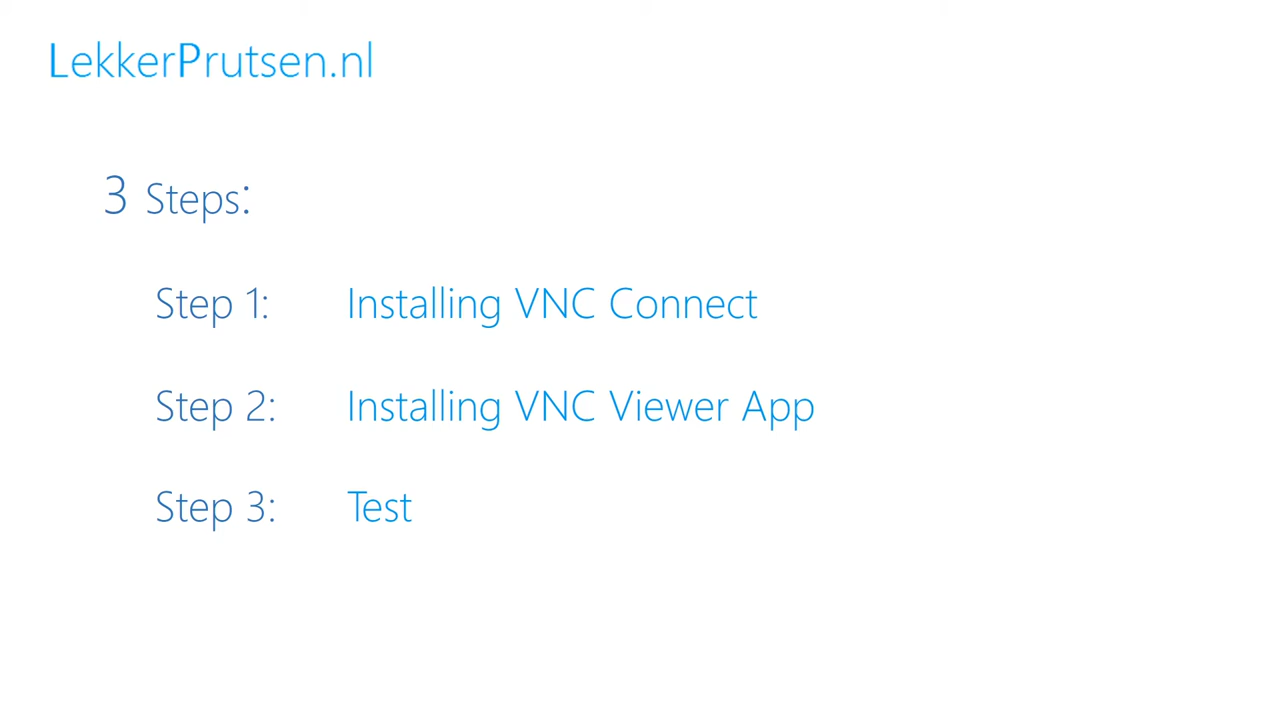 LekkerPrutsen.nl
3 Steps:
Step 1: Installing VNC Connect
Step 2: Installing VNC Viewer App
Step 3: Test